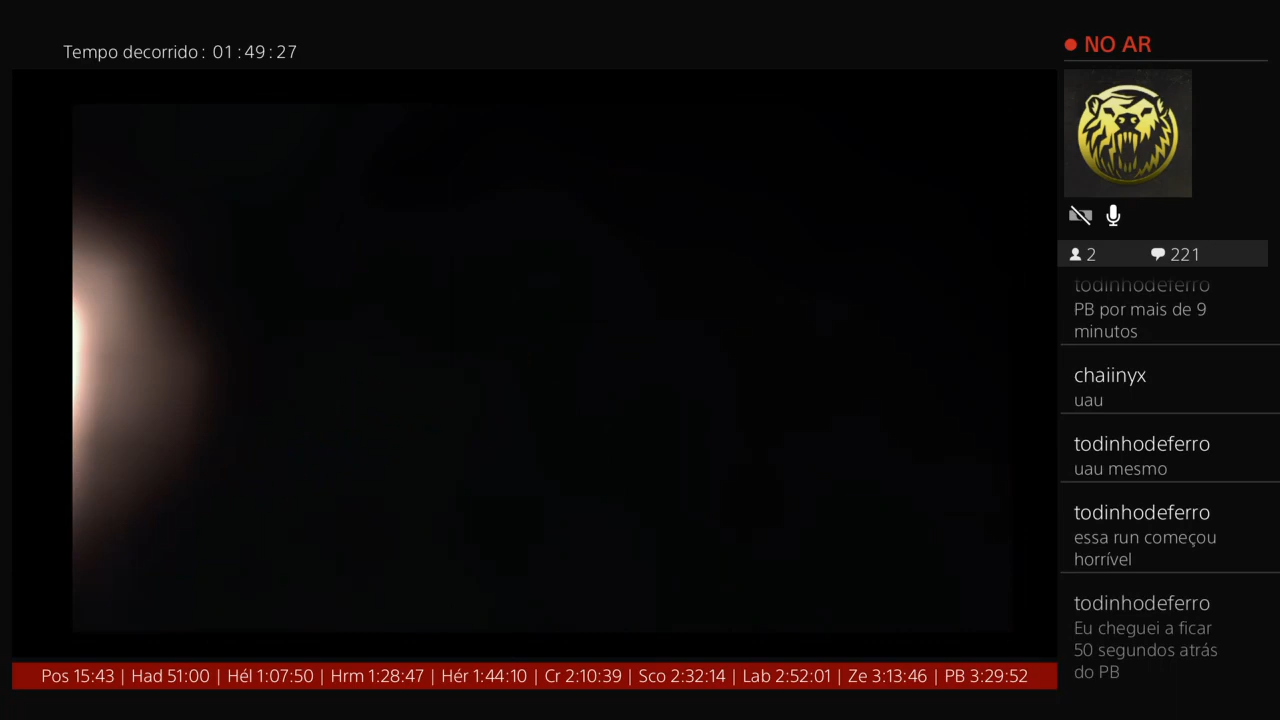 Tempo decorrido: 01:49:27
NO AR
2 221
todinhodeferro
PB por mais de 9
minutos
chaiinyx
uau
todinhodeferro
uau mesmo
todinhodeferro
essa run começou
horrível
todinhodeferro
Eu cheguei a ficar
50 segundos atrás
do PB
Pos 15:43 | Had 51:00 | Hél 1:07:50 | Hrm 1:28:47 | Hér 1:44:10 | Cr 2:10:39 | Sco 2:32:14 | Lab 2:52:01 | Ze 3:13:46 | PB 3:29:52